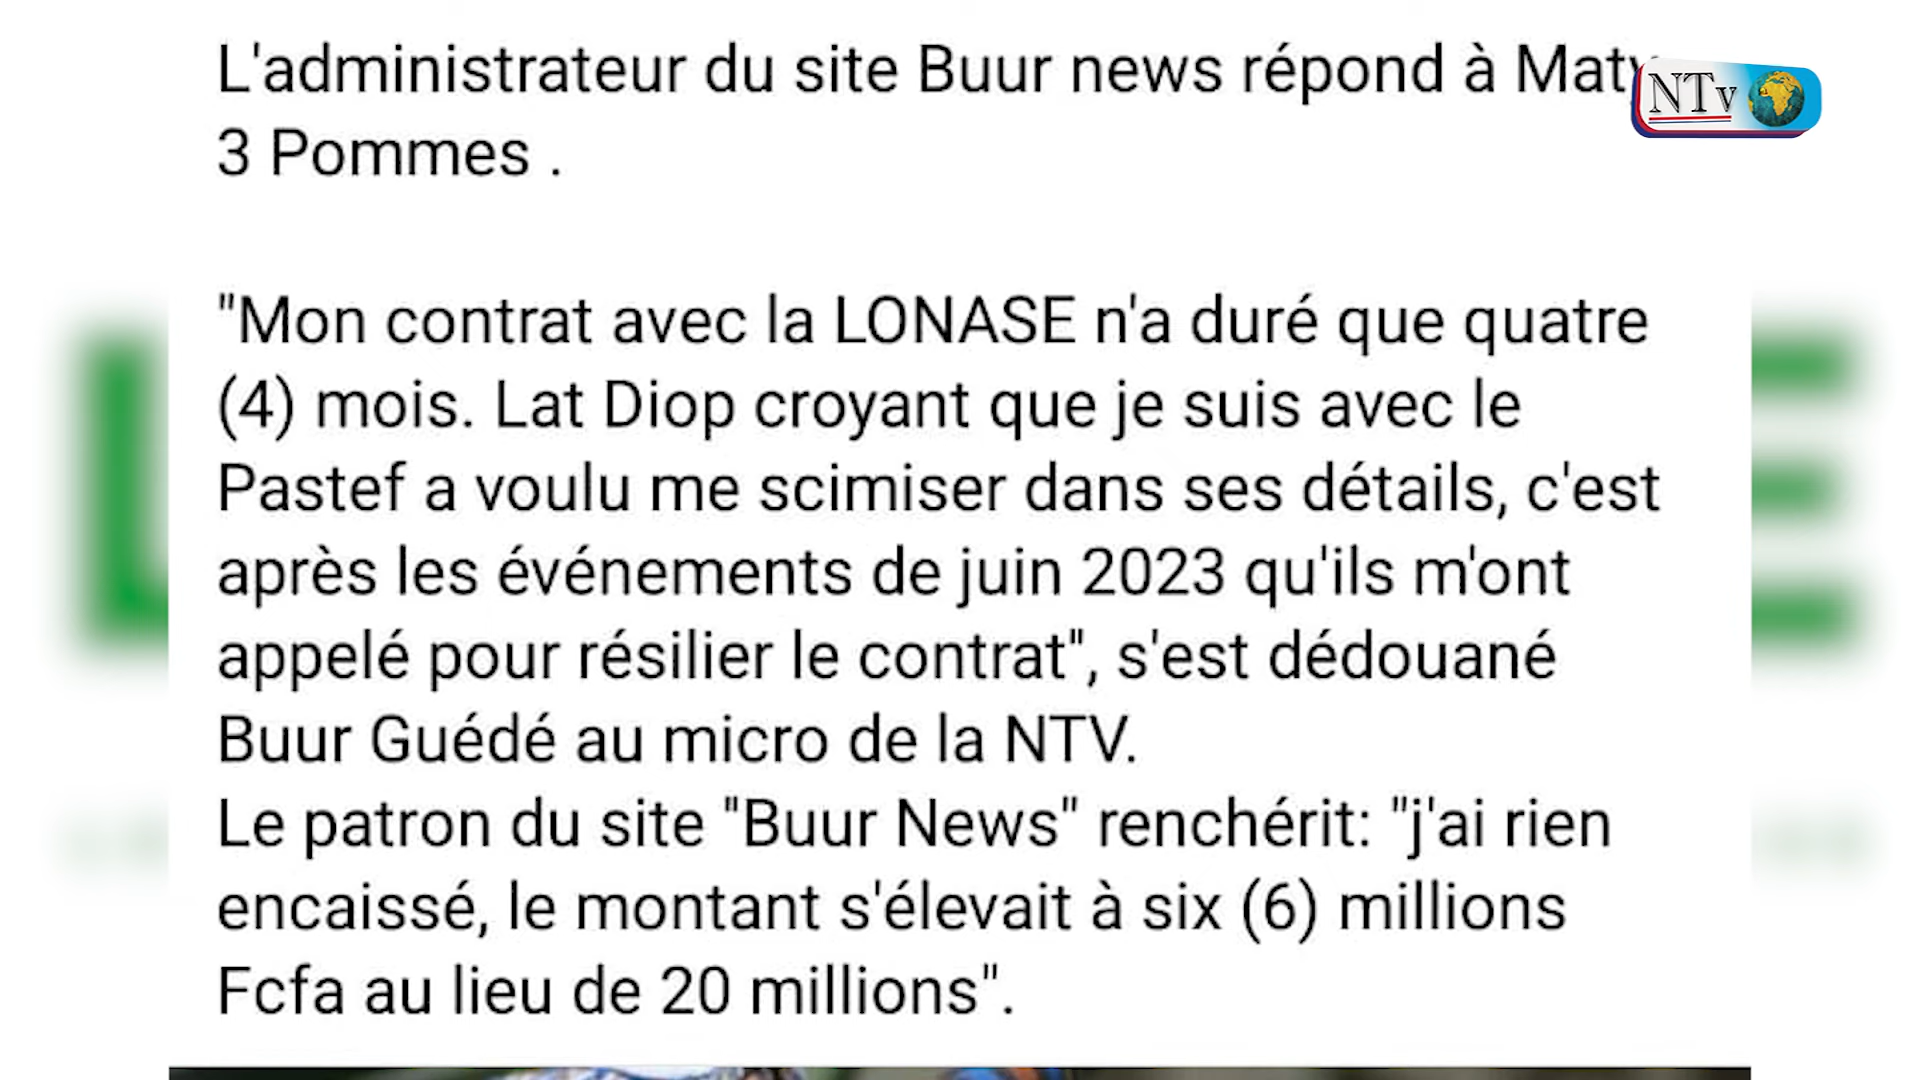 L'administrateur du site Buur news répond à Maty
3 Pommes .
NTv
"Mon contrat avec la LONASE n'a duré que quatre
(4) mois. Lat Diop croyant que je suis avec le
Pastef a voulu me scimiser dans ses détails, c'est
après les événements de juin 2023 qu'ils m'ont
appelé pour résilier le contrat", s'est dédouané
Buur Guédé au micro de la NTV.
Le patron du site "Buur News" renchérit: "j'ai rien
encaissé, le montant s'élevait à six (6) millions
Fcfa au lieu de 20 millions".